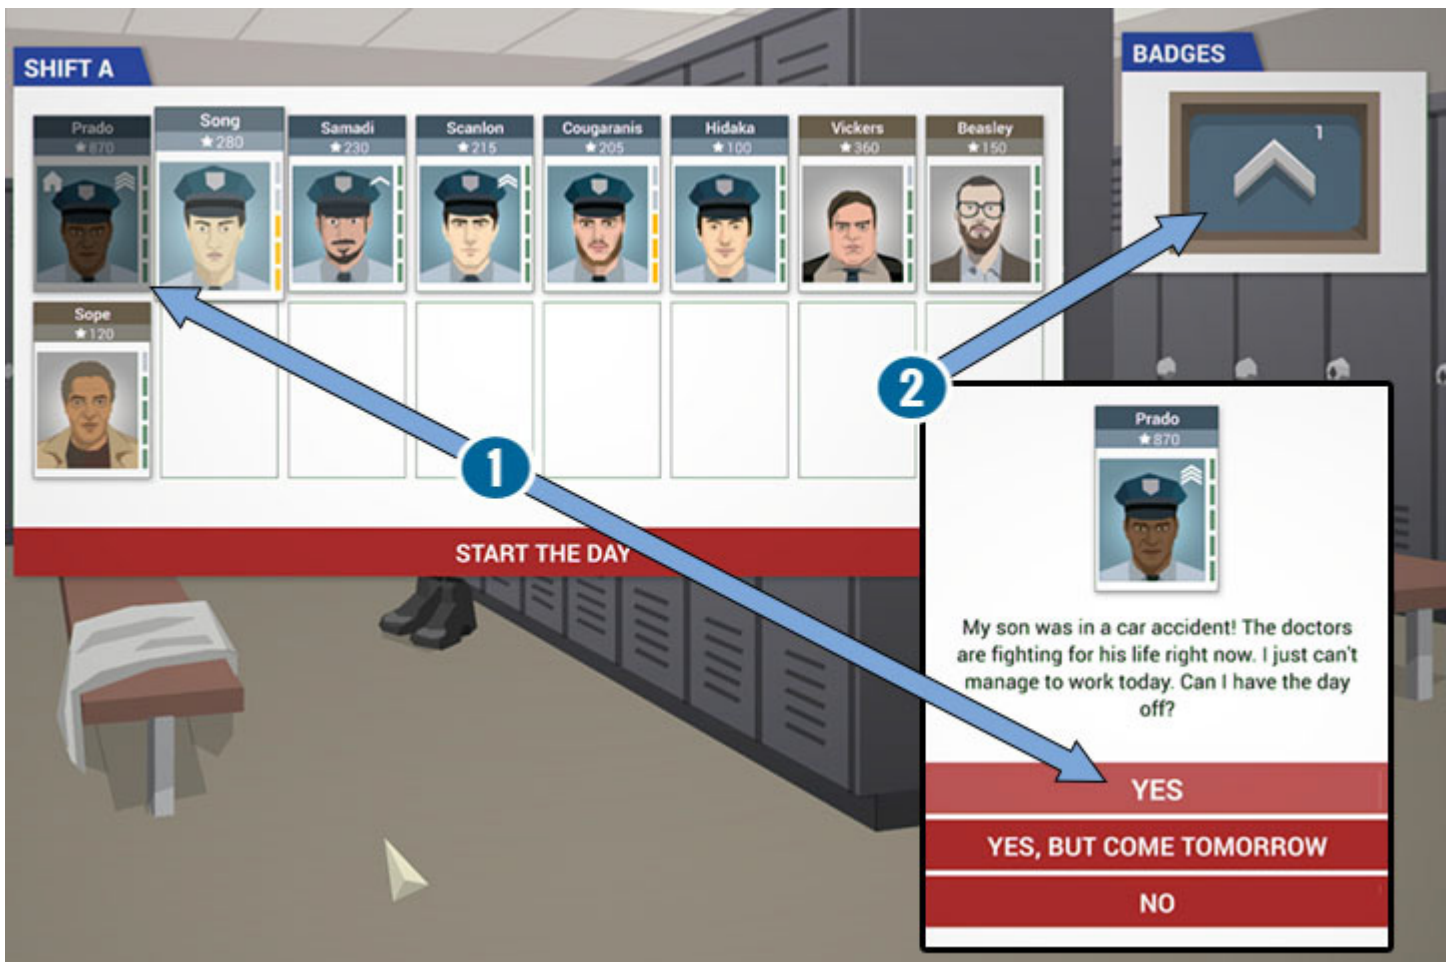 SHIFT A
Prado
★870
Song
★280
Samadi
★230
Scanlon
★215
Cougaranis
★205
Hidaka
★100
Vickers
★360
Beasley
★150
Sope
★120
START THE DAY
BADGES
1
1
2
Prado
★870
My son was in a car accident! The doctors
are fighting for his life right now. I just can't
manage to work today. Can I have the day
off?
YES
YES, BUT COME TOMORROW
NO